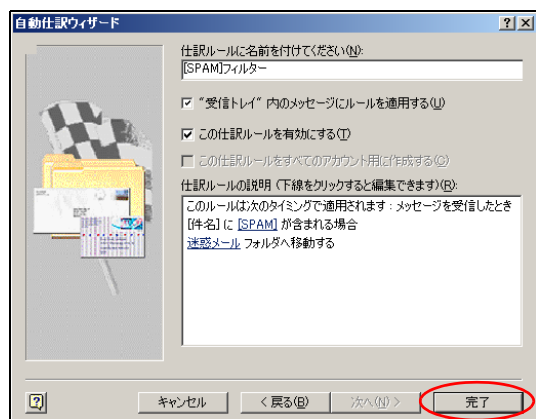 自動仕訳ウィザード
仕訳ルールに名前を付けてください(N):
[SPAM]フィルター
"受信トレイ" 内のメッセージにルールを適用する(U)
この仕訳ルールを有効にする(T)
この仕訳ルールをすべてのアカウント用に作成する(C)
仕訳ルールの説明 (下線をクリックすると編集できます)(R):
このルールは次のタイミングで適用されます : メッセージを受信したとき
[件名] に [SPAM] が含まれる場合
迷惑メール フォルダへ移動する
キャンセル
< 戻る(B)
次へ(N) >
完了